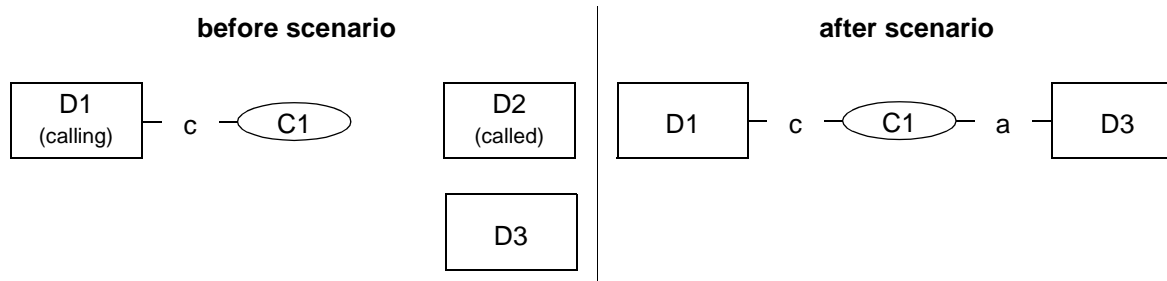 before scenario
D1
(calling)
c
C1
D2
(called)
D3
after scenario
D1
c
C1
a
D3